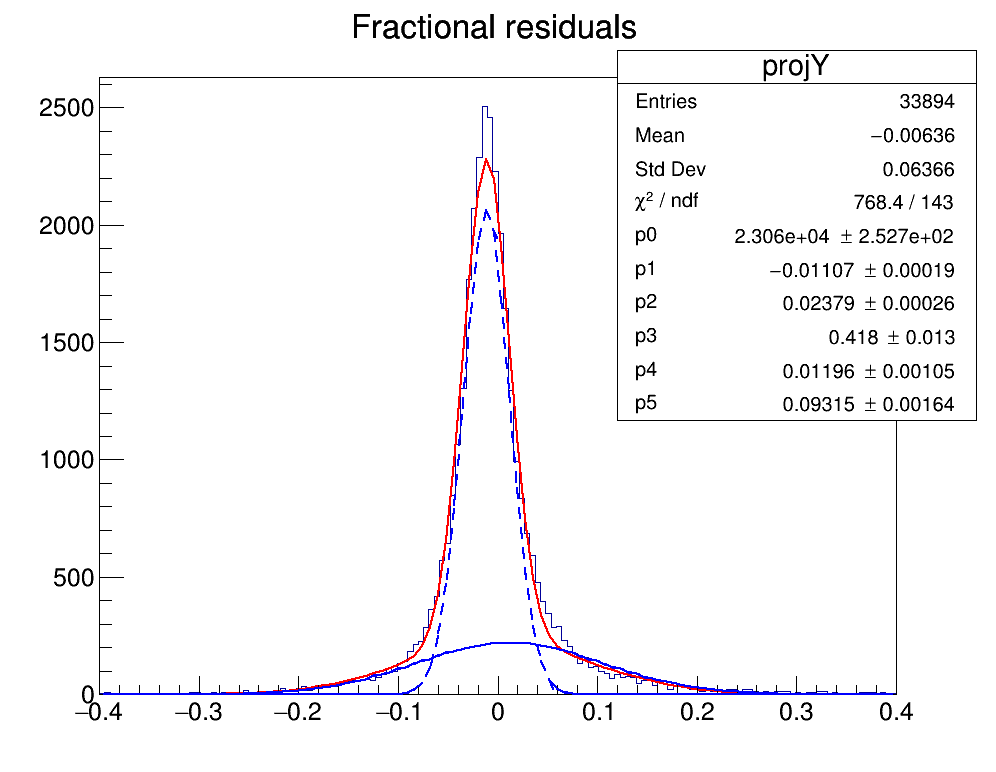 Fractional residuals
projY
Entries 33894
Mean −0.00636
Std Dev 0.06366
χ² / ndf 768.4 / 143
p0 2.306e+04 ± 2.527e+02
p1 −0.01107 ± 0.00019
p2 0.02379 ± 0.00026
p3 0.418 ± 0.013
p4 0.01196 ± 0.00105
p5 0.09315 ± 0.00164
2500
2000
1500
1000
500
0
−0.4 −0.3 −0.2 −0.1 0 0.1 0.2 0.3 0.4